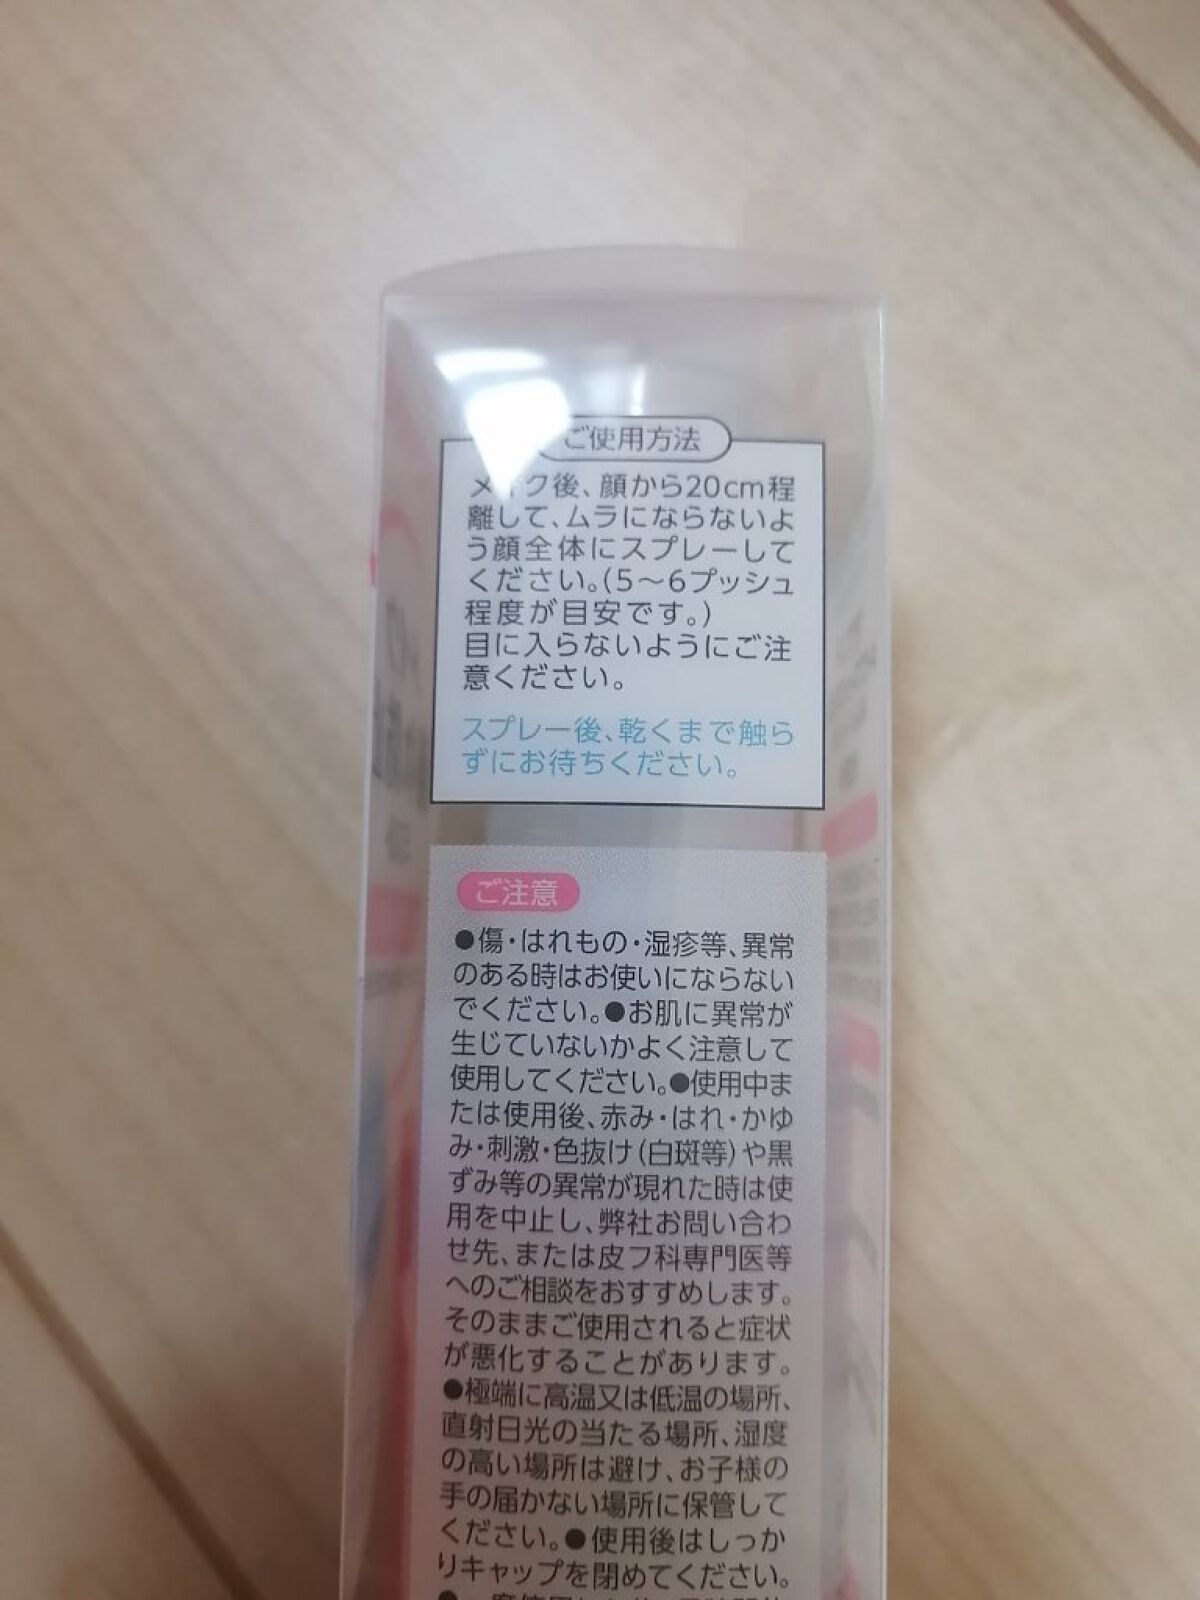 ご使用方法
メイク後、顔から20cm程
離して、ムラにならないよ
う顔全体にスプレーして
ください。(5～6プッシュ
程度が目安です。)
目に入らないようにご注
意ください。
スプレー後、乾くまで触ら
ずにお待ちください。
ご注意
●傷・はれもの・湿疹等、異常
のある時はお使いにならない
でください。●お肌に異常が
生じていないかよく注意して
使用してください。●使用中ま
たは使用後、赤み・はれ・かゆ
み・刺激・色抜け(白斑等)や黒
ずみ等の異常が現れた時は使
用を中止し、弊社お問い合わ
せ先、または皮フ科専門医等
へのご相談をおすすめします。
そのままご使用されると症状
が悪化することがあります。
●極端に高温又は低温の場所、
直射日光の当たる場所、湿度
の高い場所は避け、お子様の
手の届かない場所に保管して
ください。●使用後はしっか
りキャップを閉めてください。